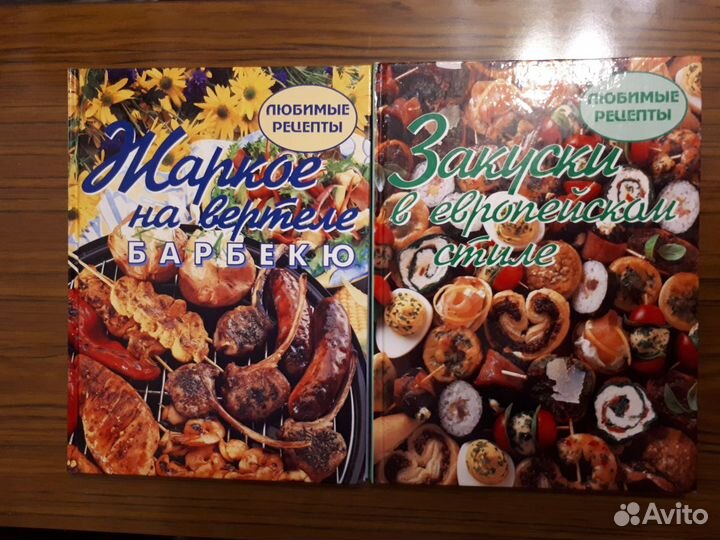 ЛЮБИМЫЕ
РЕЦЕПТЫ
Жаркое
на вертеле
БАРБЕКЮ
ЛЮБИМЫЕ
РЕЦЕПТЫ
Закуски
в европейском
стиле
Avito